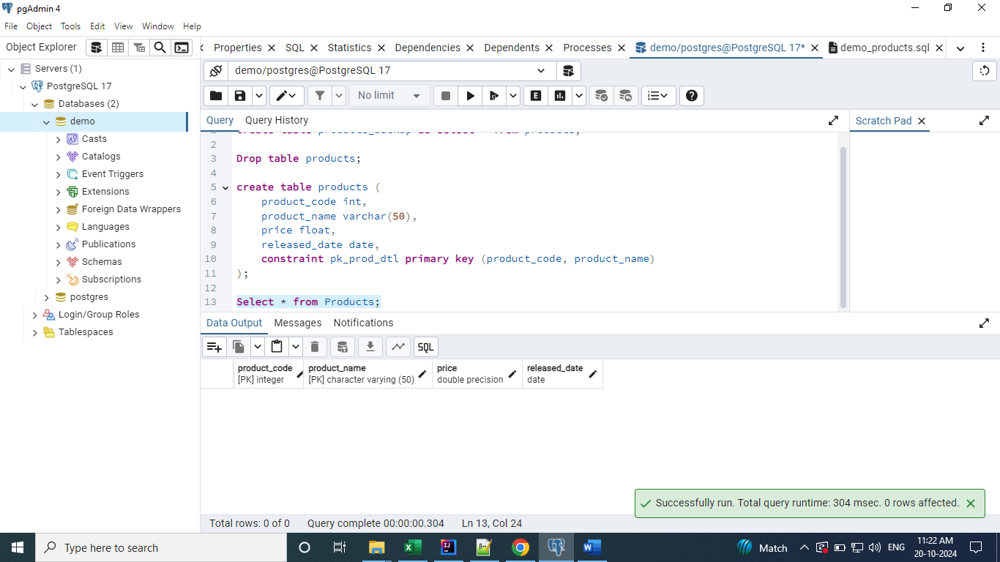 pgAdmin 4
File Object Tools Edit View Window Help
Object Explorer
Properties SQL Statistics Dependencies Dependents Processes demo/postgres@PostgreSQL 17* demo_products.sql
Servers (1)
PostgreSQL 17
Databases (2)
demo
Casts
Catalogs
Event Triggers
Extensions
Foreign Data Wrappers
Languages
Publications
Schemas
Subscriptions
postgres
Login/Group Roles
Tablespaces
demo/postgres@PostgreSQL 17
No limit
E
Query Query History
Scratch Pad
2
3 Drop table products;
4
5 create table products (
6 product_code int,
7 product_name varchar(50),
8 price float,
9 released_date date,
10 constraint pk_prod_dtl primary key (product_code, product_name)
11 );
12
13 Select * from Products;
Data Output Messages Notifications
SQL
product_code product_name price released_date
[PK] integer [PK] character varying (50) double precision date
Successfully run. Total query runtime: 304 msec. 0 rows affected.
Total rows: 0 of 0 Query complete 00:00:00.304 Ln 13, Col 24
Type here to search
Match
ENG
11:22 AM
20-10-2024